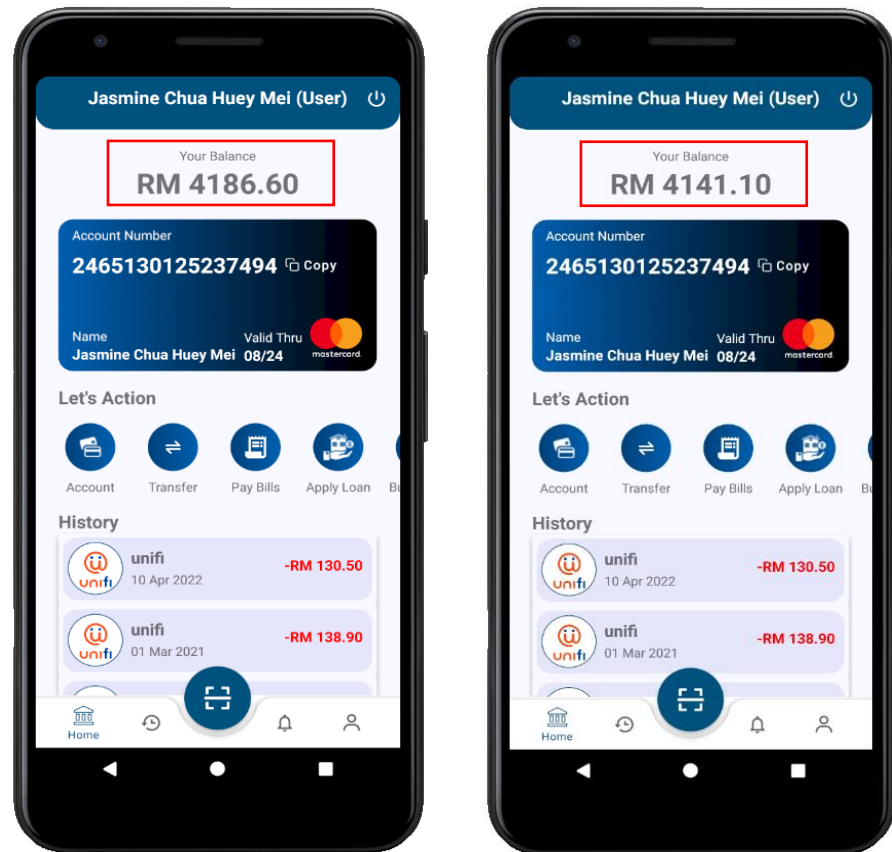 Jasmine Chua Huey Mei (User)
Your Balance
RM 4186.60
Account Number
24651301252​37494 Copy
Name Valid Thru
Jasmine Chua Huey Mei 08/24 mastercard.
Let's Action
Account Transfer Pay Bills Apply Loan Bu
History
unifi
unifi -RM 130.50
10 Apr 2022
unifi
unifi -RM 138.90
01 Mar 2021
Home
Jasmine Chua Huey Mei (User)
Your Balance
RM 4141.10
Account Number
2465130125237494 Copy
Name Valid Thru
Jasmine Chua Huey Mei 08/24 mastercard.
Let's Action
Account Transfer Pay Bills Apply Loan Bu
History
unifi
unifi -RM 130.50
10 Apr 2022
unifi
unifi -RM 138.90
01 Mar 2021
Home